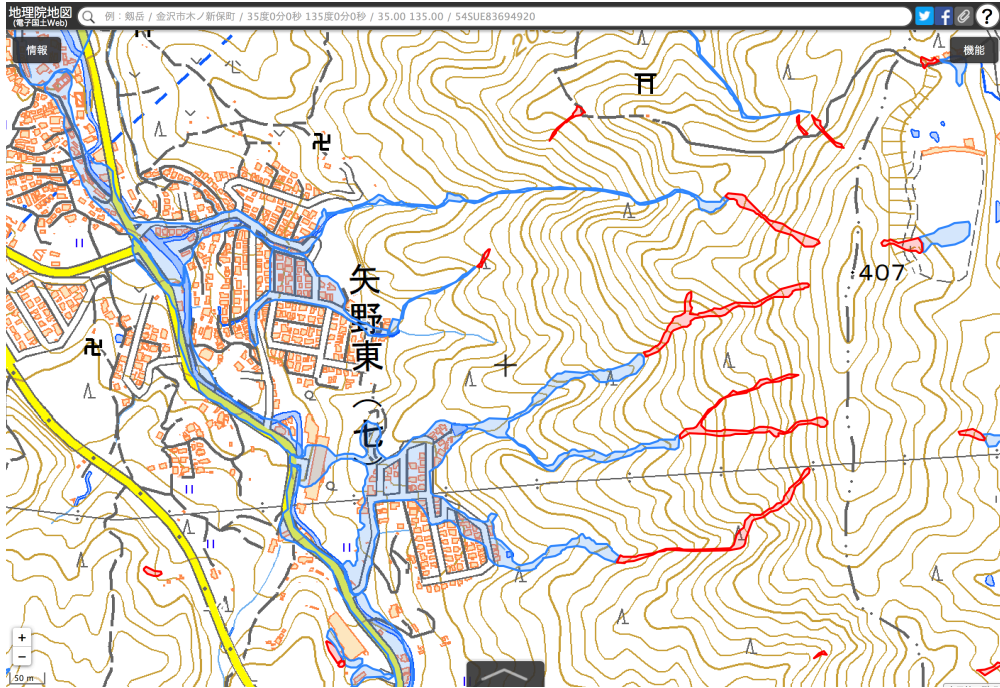 地理院地図
(電子国土Web)
例：剱岳 / 金沢市木ノ新保町 / 35度0分0秒 135度0分0秒 / 35.00 135.00 / 54SUE83694920
?
情報
機能
矢野東(七)
407
+
−
50 m